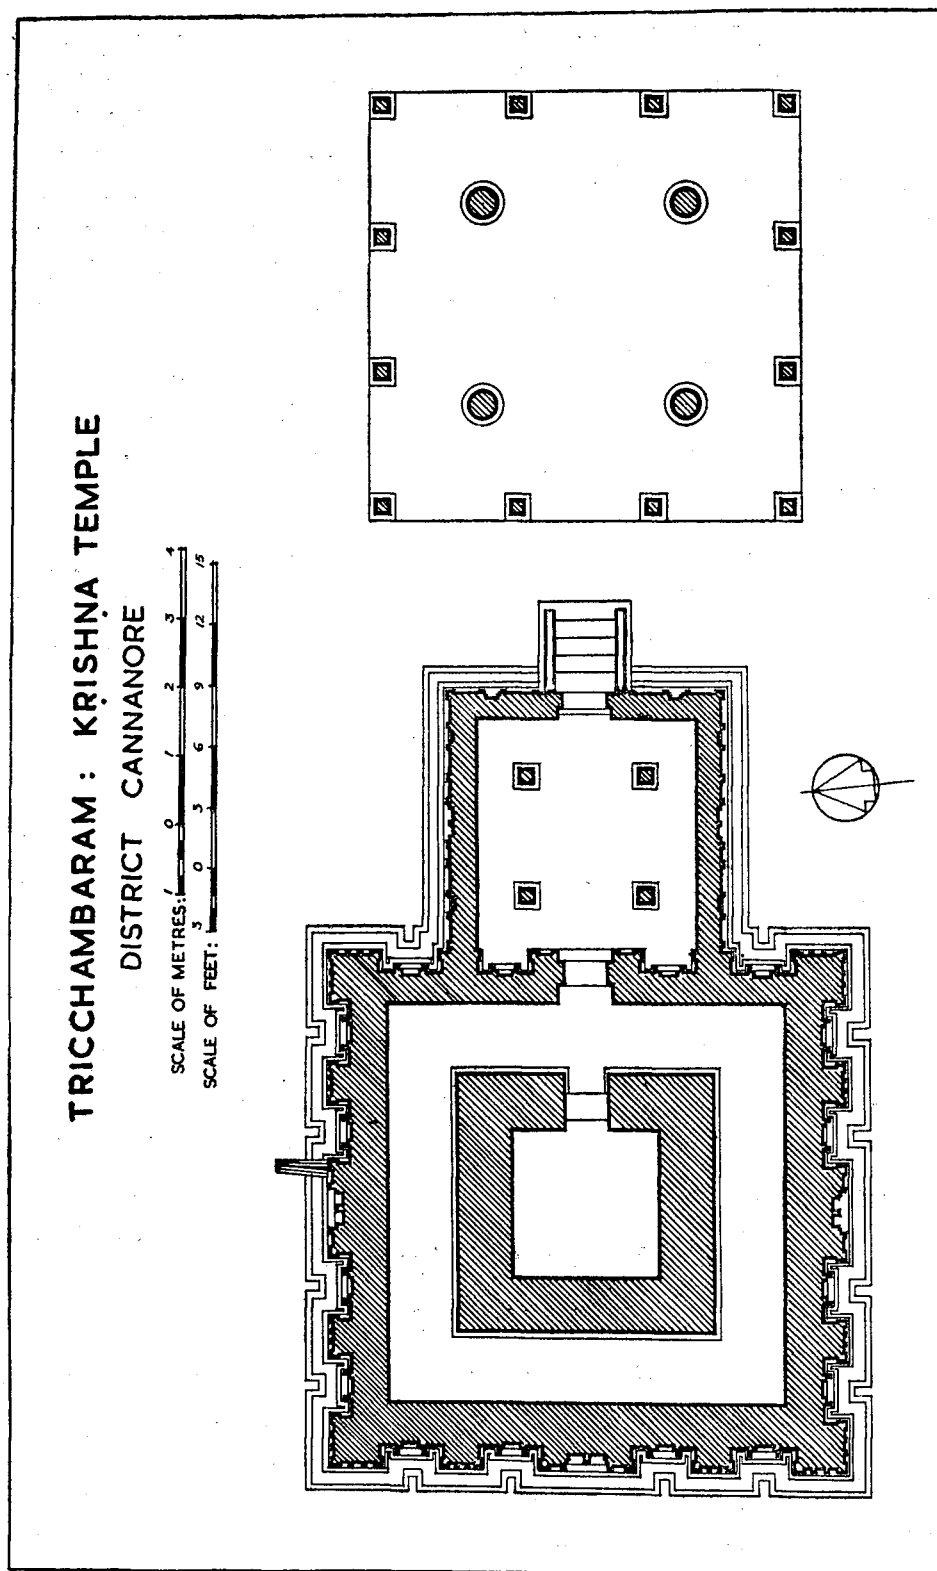 TRICCHAMBARAM : KṚISHṆA TEMPLE
DISTRICT CANNANORE
SCALE OF METRES: 1 0 1 2 3 4
SCALE OF FEET: 3 0 3 6 9 12 15